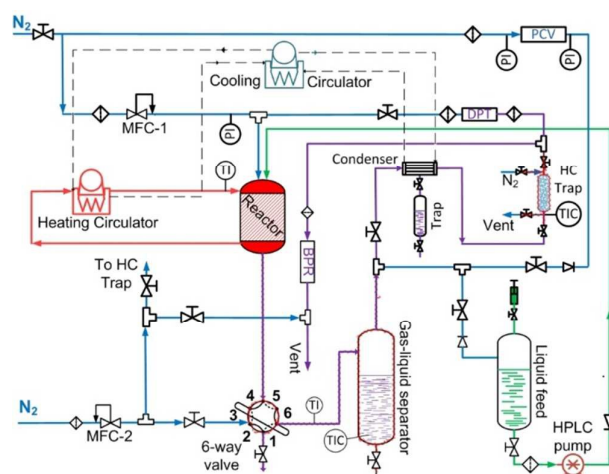 N₂
PCV
PI
PI
Cooling
Circulator
MFC-1
PI
DPT
Condenser
HC
Trap
N₂
TI
Trap
Vent
TIC
Heating Circulator
Reactor
BPR
To HC
Trap
Gas-liquid separator
Liquid feed
Vent
4
5
N₂
3
6
TI
2
1
TIC
MFC-2
6-way
valve
HPLC
pump